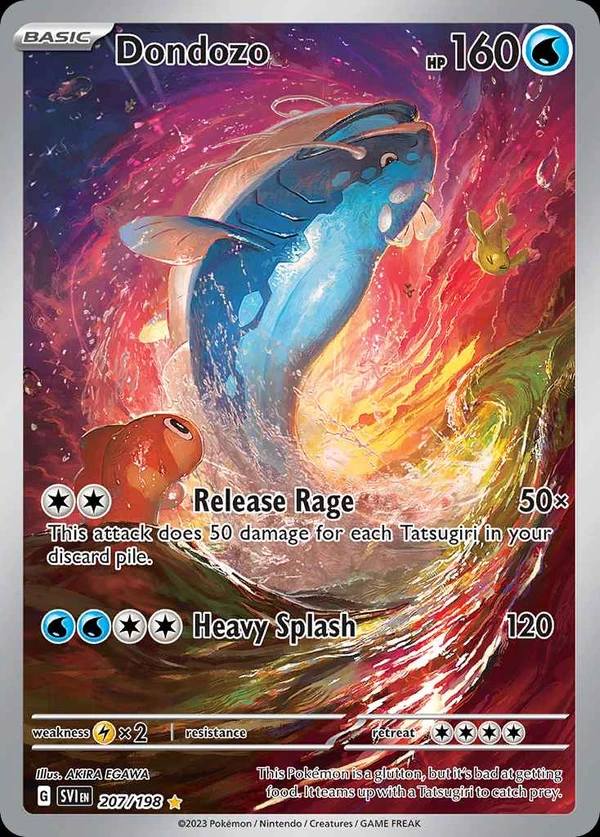 BASIC
Dondozo
HP 160
Release Rage 50×
This attack does 50 damage for each Tatsugiri in your
discard pile.
Heavy Splash 120
weakness × 2 resistance retreat
Illus. AKIRA EGAWA
This Pokémon is a glutton, but it's bad at getting
food. It teams up with a Tatsugiri to catch prey.
G SVI EN 207/198
©2023 Pokémon / Nintendo / Creatures / GAME FREAK